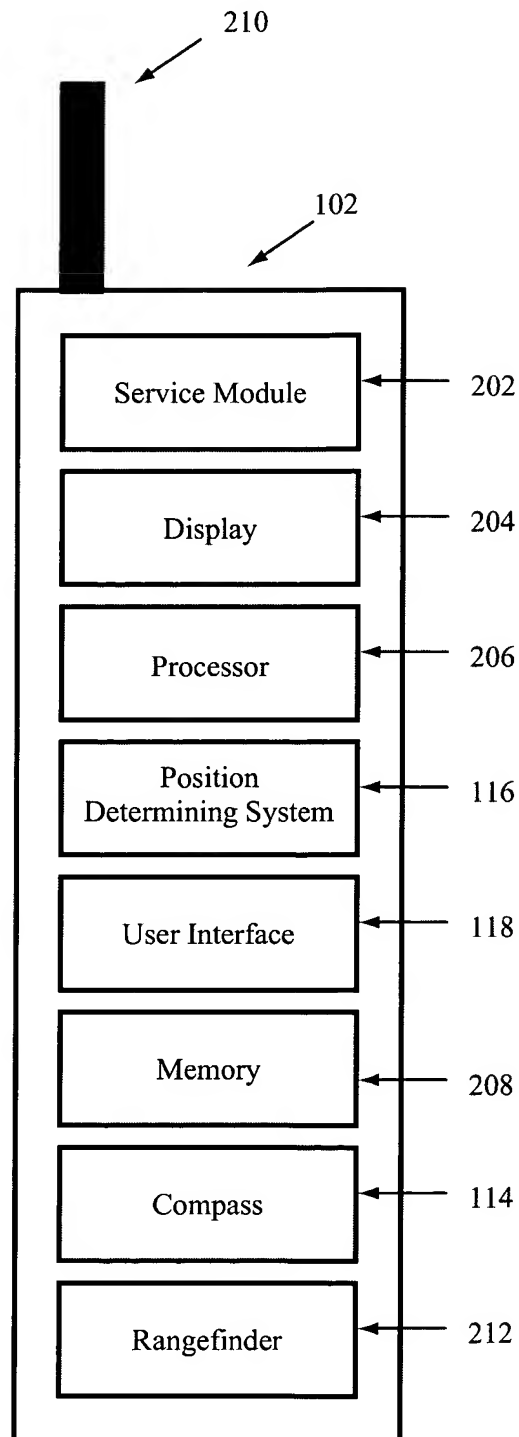 210
102
Service Module
202
Display
204
Processor
206
Position
Determining System
116
User Interface
118
Memory
208
Compass
114
Rangefinder
212